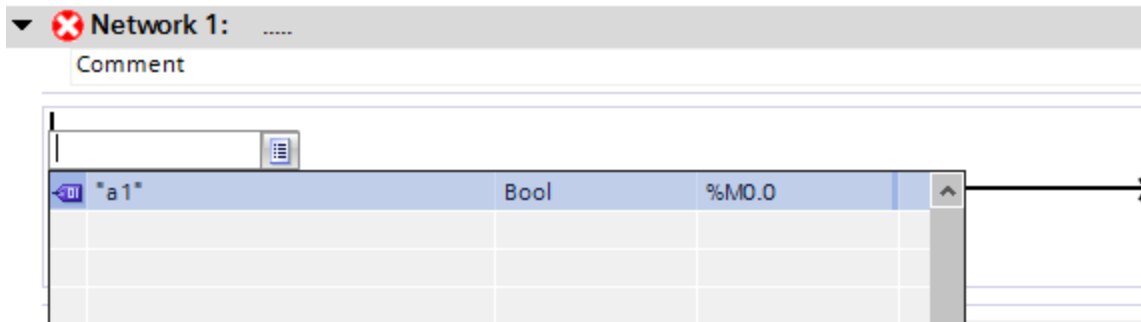 Network 1: .....
Comment
"a1" Bool %M0.0